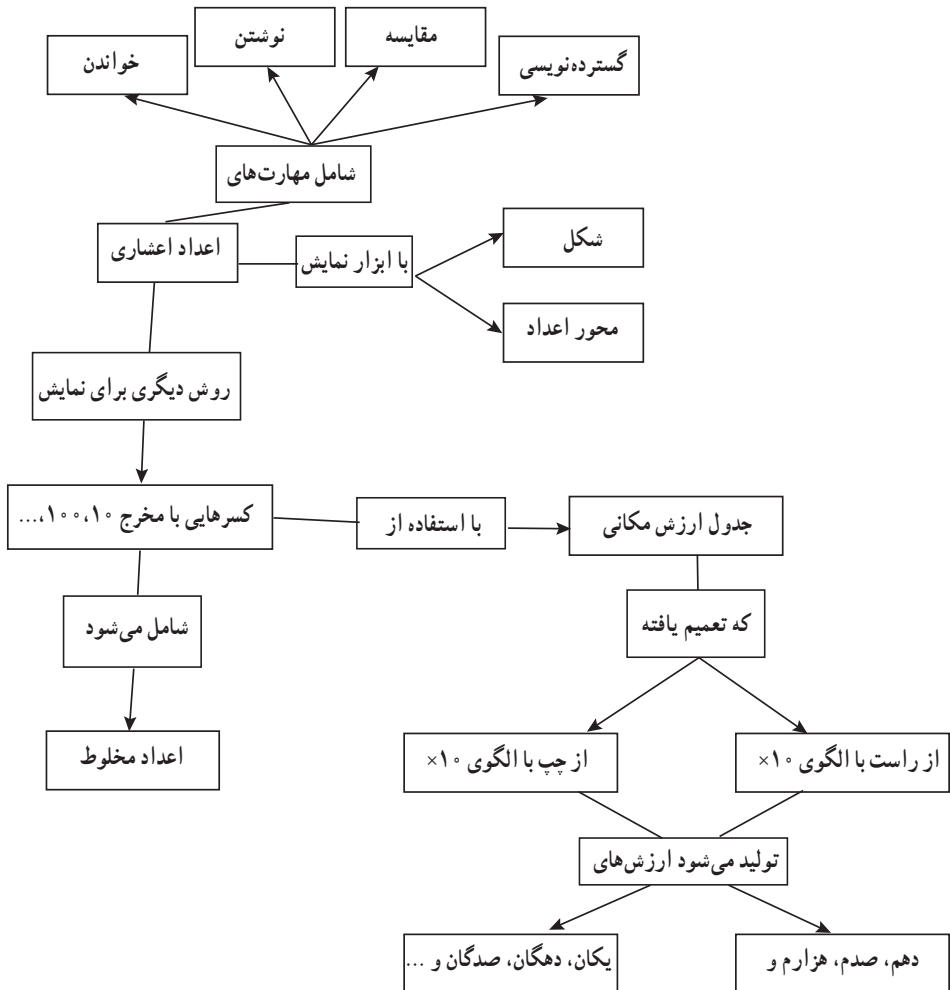 خواندن
نوشتن
مقایسه
گسترده‌نویسی
شامل مهارت‌های
اعداد اعشاری
با ابزار نمایش
شکل
محور اعداد
روش دیگری برای نمایش
کسرهایی با مخرج ۱۰،۱۰۰،...
با استفاده از
جدول ارزش مکانی
شامل می‌شود
که تعمیم یافته
اعداد مخلوط
از راست با الگوی ۱۰×
از چپ با الگوی ۱۰×
تولید می‌شود ارزش‌های
دهم، صدم، هزارم و
یکان، دهگان، صدگان و ...